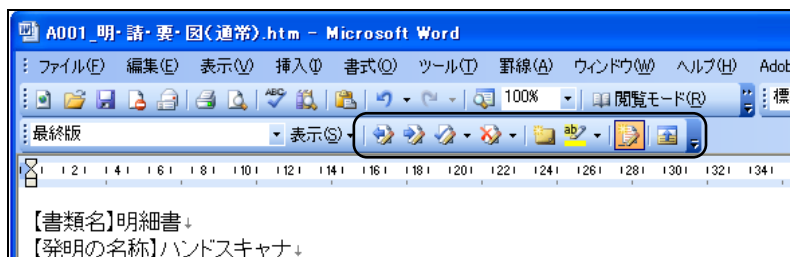 A001_明・請・要・図(通常).htm - Microsoft Word
ファイル(F) 編集(E) 表示(V) 挿入(I) 書式(O) ツール(T) 罫線(A) ウィンドウ(W) ヘルプ(H) Adob
ABC 100% 閲覧モード(R) 標
最終版 表示(S) ab
2 4 6 8 10 12 14 16 18 20 22 24 26 28 30 32 34
【書類名】明細書↓
【発明の名称】ハンドスキャナ↓